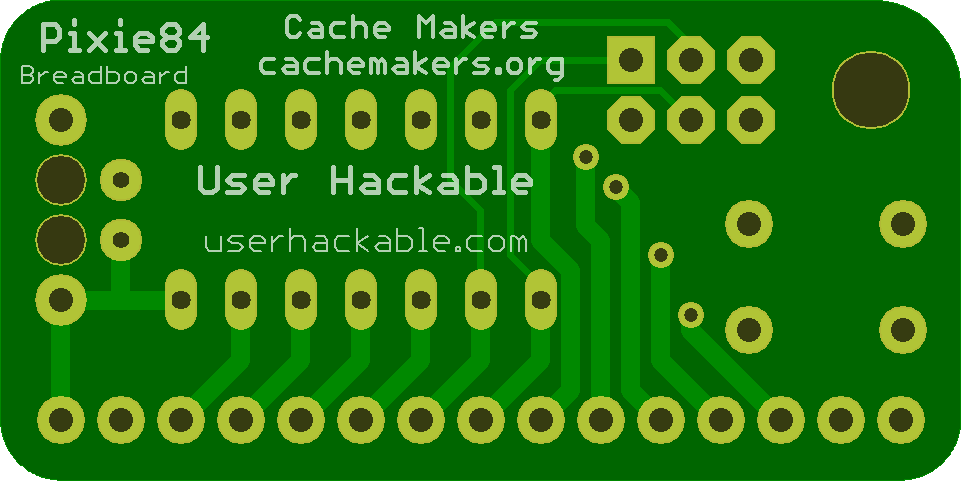 Pixie84
Breadboard
Cache Makers
cachemakers.org
User Hackable
userhackable.com